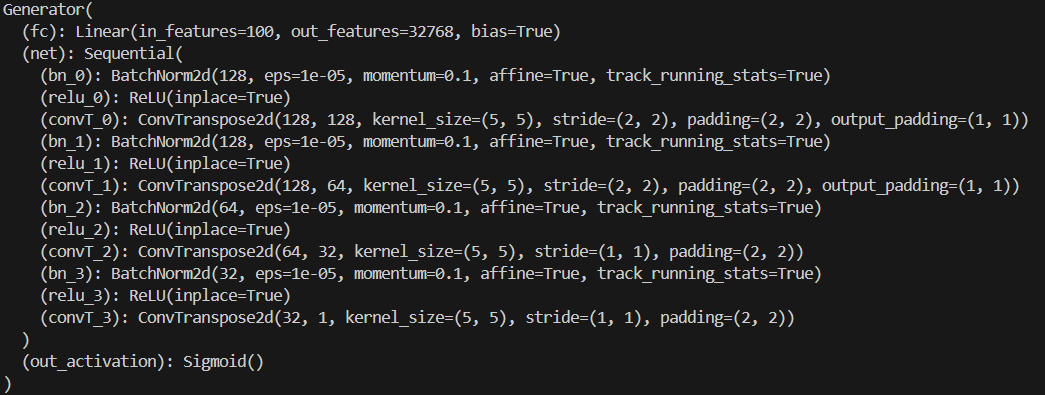 Generator(
  (fc): Linear(in_features=100, out_features=32768, bias=True)
  (net): Sequential(
    (bn_0): BatchNorm2d(128, eps=1e-05, momentum=0.1, affine=True, track_running_stats=True)
    (relu_0): ReLU(inplace=True)
    (convT_0): ConvTranspose2d(128, 128, kernel_size=(5, 5), stride=(2, 2), padding=(2, 2), output_padding=(1, 1))
    (bn_1): BatchNorm2d(128, eps=1e-05, momentum=0.1, affine=True, track_running_stats=True)
    (relu_1): ReLU(inplace=True)
    (convT_1): ConvTranspose2d(128, 64, kernel_size=(5, 5), stride=(2, 2), padding=(2, 2), output_padding=(1, 1))
    (bn_2): BatchNorm2d(64, eps=1e-05, momentum=0.1, affine=True, track_running_stats=True)
    (relu_2): ReLU(inplace=True)
    (convT_2): ConvTranspose2d(64, 32, kernel_size=(5, 5), stride=(1, 1), padding=(2, 2))
    (bn_3): BatchNorm2d(32, eps=1e-05, momentum=0.1, affine=True, track_running_stats=True)
    (relu_3): ReLU(inplace=True)
    (convT_3): ConvTranspose2d(32, 1, kernel_size=(5, 5), stride=(1, 1), padding=(2, 2))
  )
  (out_activation): Sigmoid()
)